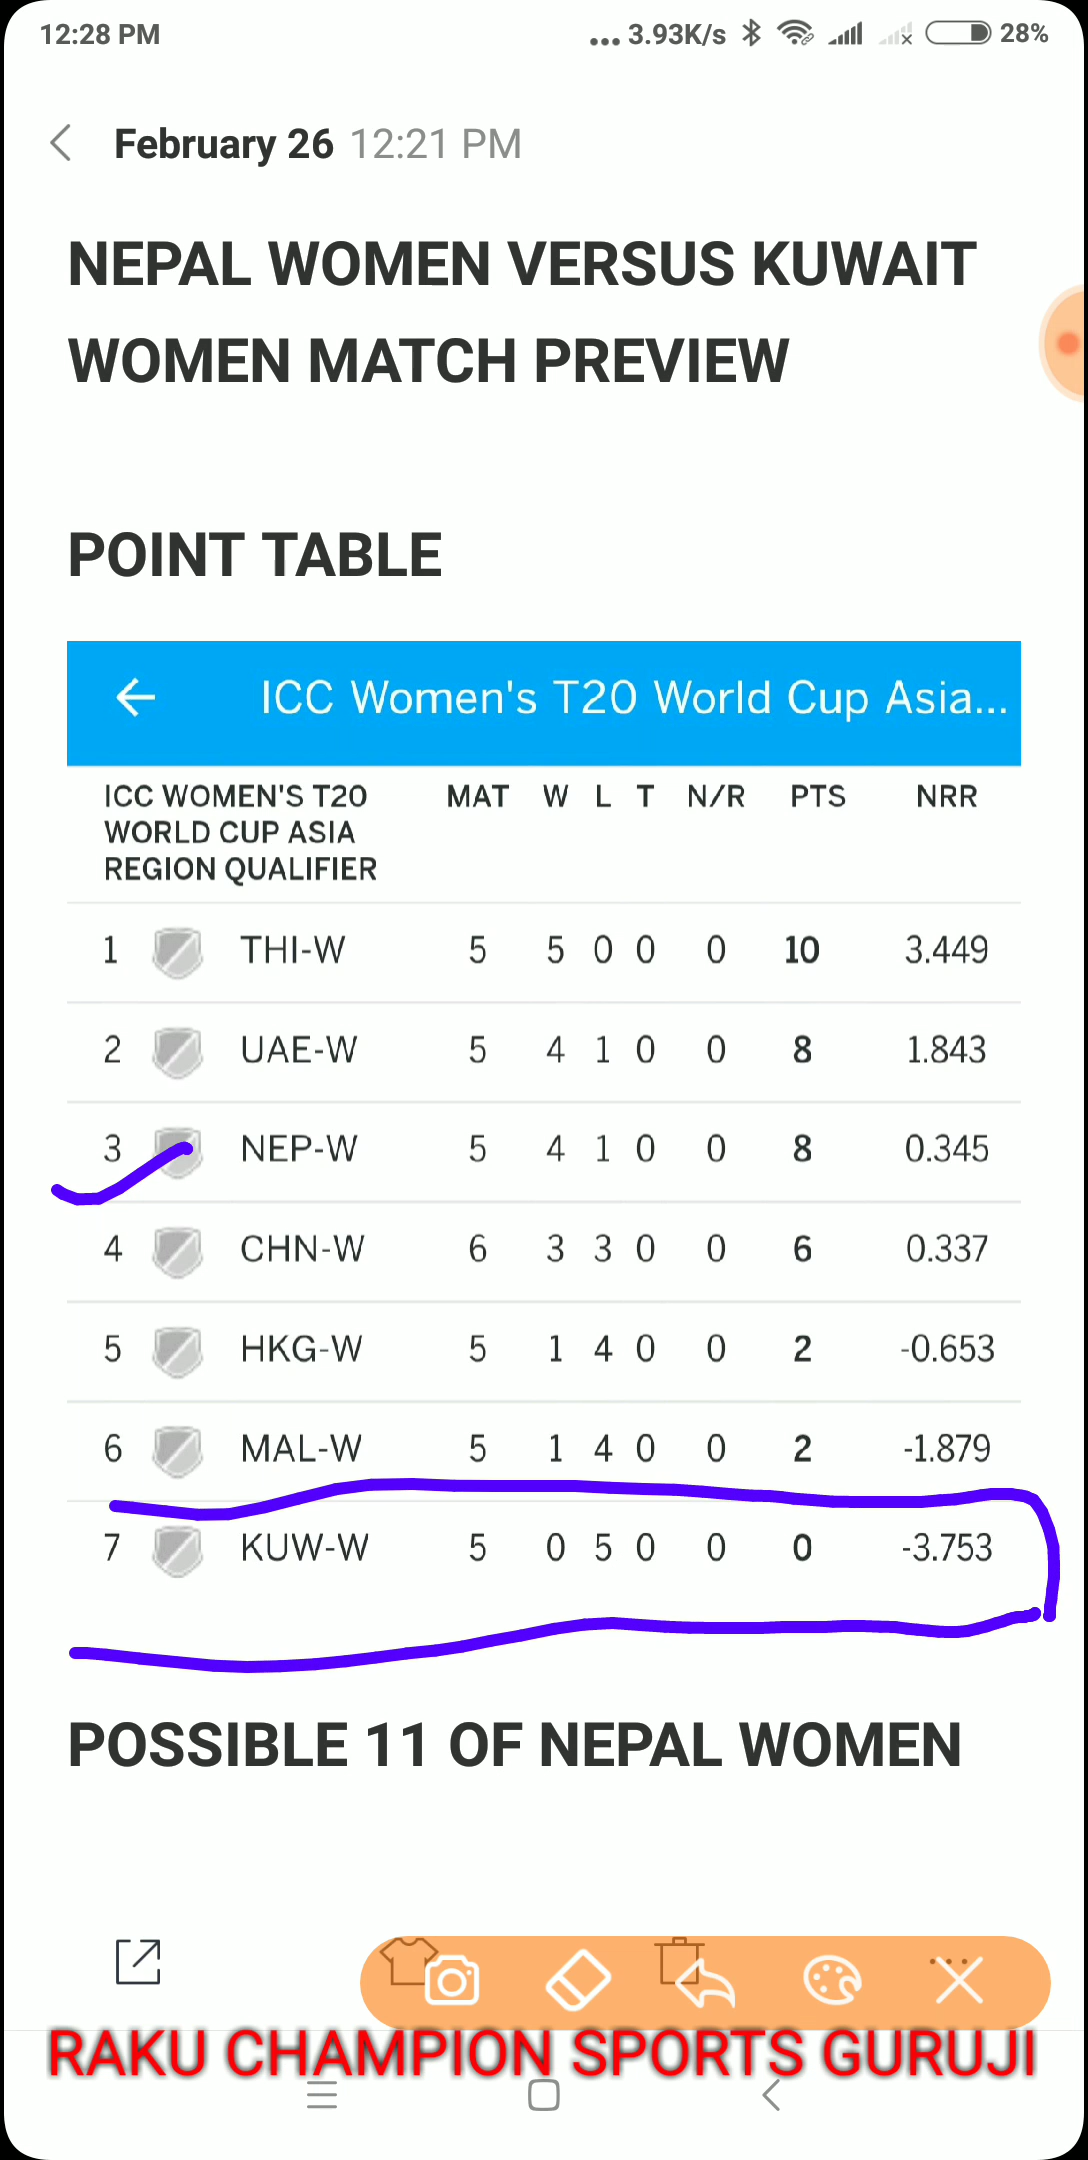 12:28 PM
... 3.93K/s 28%
February 26 12:21 PM
NEPAL WOMEN VERSUS KUWAIT
WOMEN MATCH PREVIEW
POINT TABLE
ICC Women's T20 World Cup Asia...
ICC WOMEN'S T20 MAT W L T N/R PTS NRR
WORLD CUP ASIA
REGION QUALIFIER
1 THI-W 5 5 0 0 0 10 3.449
2 UAE-W 5 4 1 0 0 8 1.843
3 NEP-W 5 4 1 0 0 8 0.345
4 CHN-W 6 3 3 0 0 6 0.337
5 HKG-W 5 1 4 0 0 2 -0.653
6 MAL-W 5 1 4 0 0 2 -1.879
7 KUW-W 5 0 5 0 0 0 -3.753
POSSIBLE 11 OF NEPAL WOMEN
RAKU CHAMPION SPORTS GURUJI